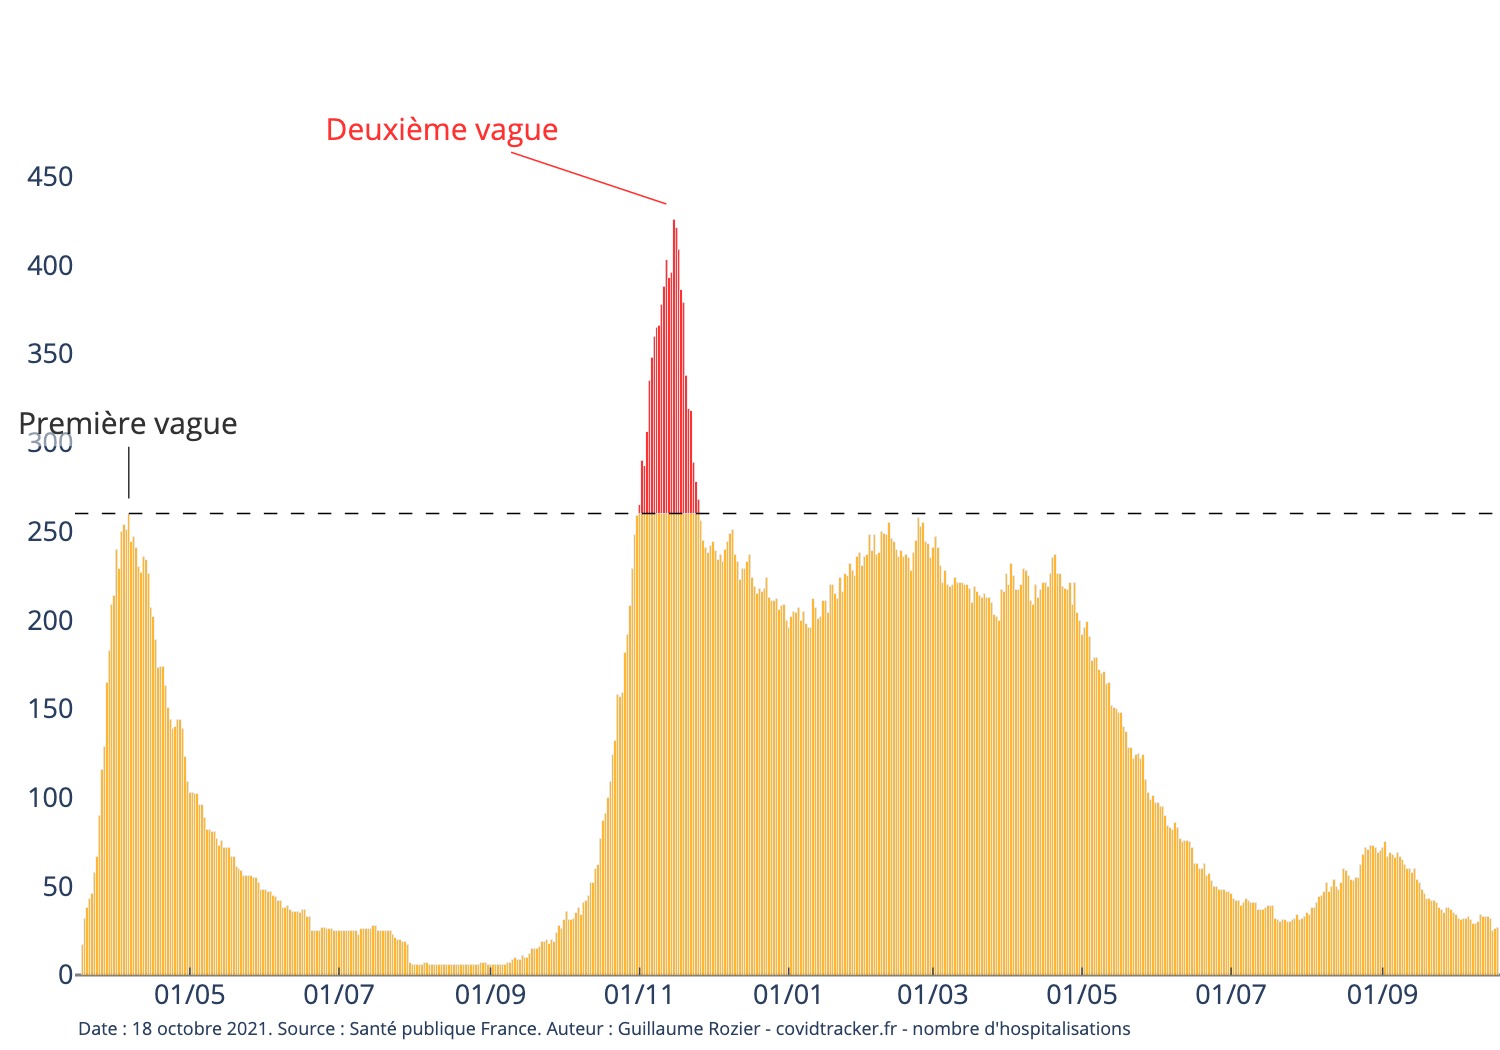 Deuxième vague
450
400
350
Première vague
300
250
200
150
100
50
0
01/05 01/07 01/09 01/11 01/01 01/03 01/05 01/07 01/09
Date : 18 octobre 2021. Source : Santé publique France. Auteur : Guillaume Rozier - covidtracker.fr - nombre d'hospitalisations